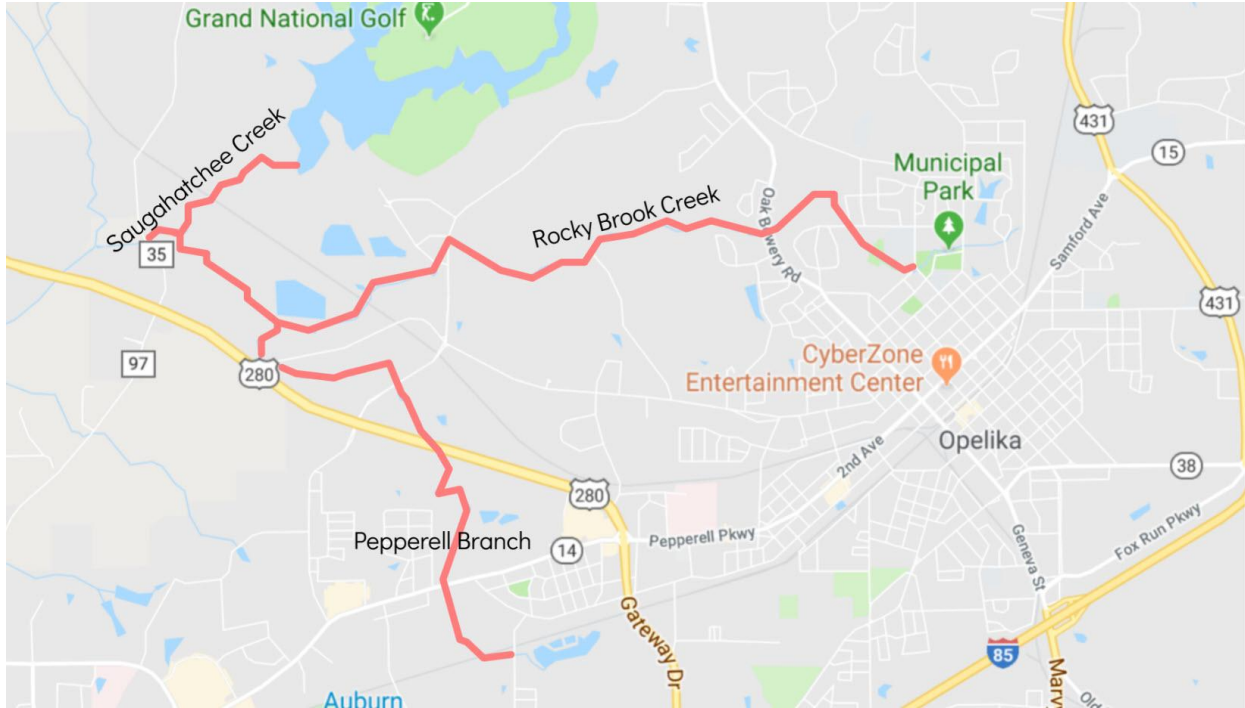 Grand National Golf
431
15
Saugahatchee Creek
Municipal
Park
Samford Ave
Oak Bowery Rd
Rocky Brook Creek
35
431
97
280
CyberZone
Entertainment Center
Opelika
2nd Ave
38
280
Pepperell Branch
14
Pepperell Pkwy
Fox Run Pkwy
Geneva St
Gateway Dr
85
Auburn